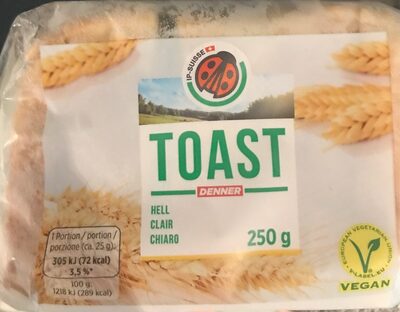 IP-SUISSE
TOAST
DENNER
HELL
CLAIR
CHIARO
250 g
1 Portion / portion /
porzione (ca. 25 g):
305 kJ (72 kcal)
3,5 %*
100 g:
1218 kJ (289 kcal)
EUROPEAN VEGETARIAN UNION
V-LABEL.EU
VEGAN